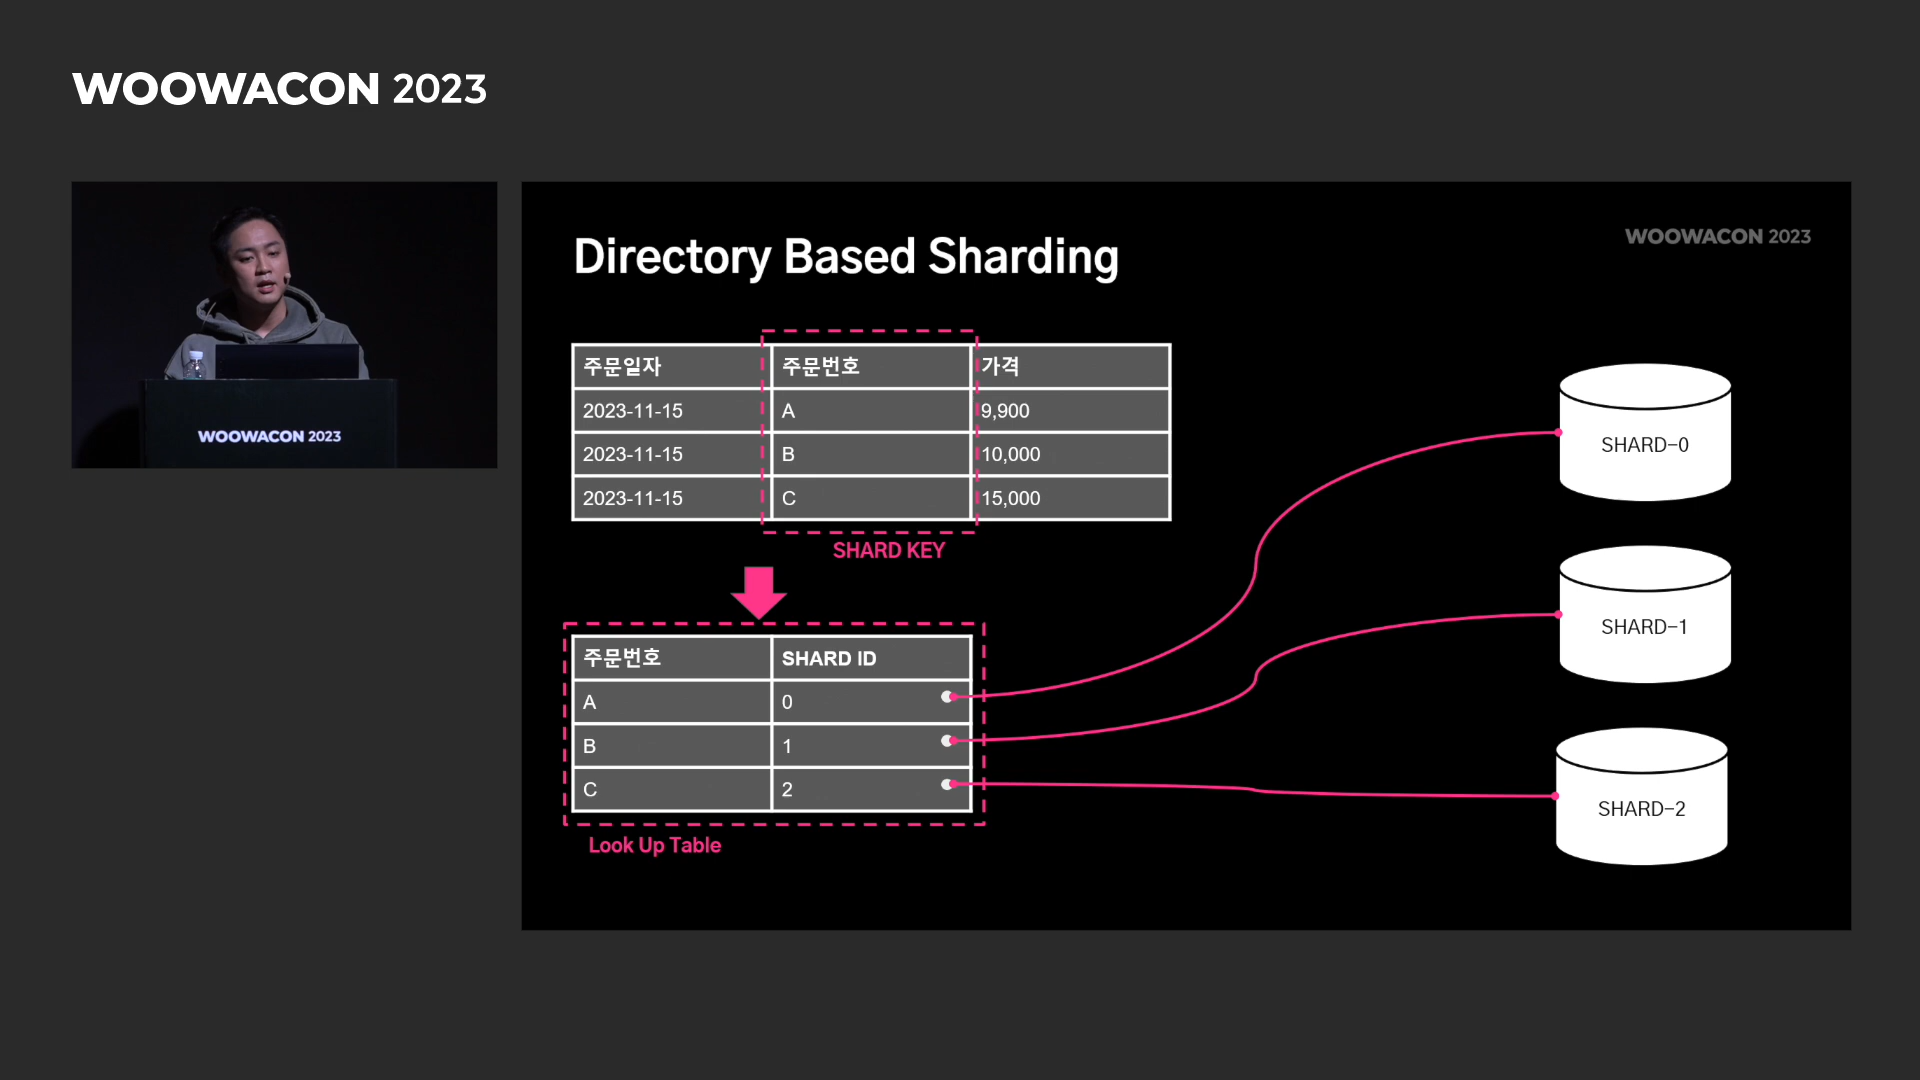 WOOWACON 2023
WOOWACON 2023
Directory Based Sharding
WOOWACON 2023
주문일자 주문번호 가격
2023-11-15 A 9,900
2023-11-15 B 10,000
2023-11-15 C 15,000
SHARD KEY
주문번호 SHARD ID
A 0
B 1
C 2
Look Up Table
SHARD-0
SHARD-1
SHARD-2